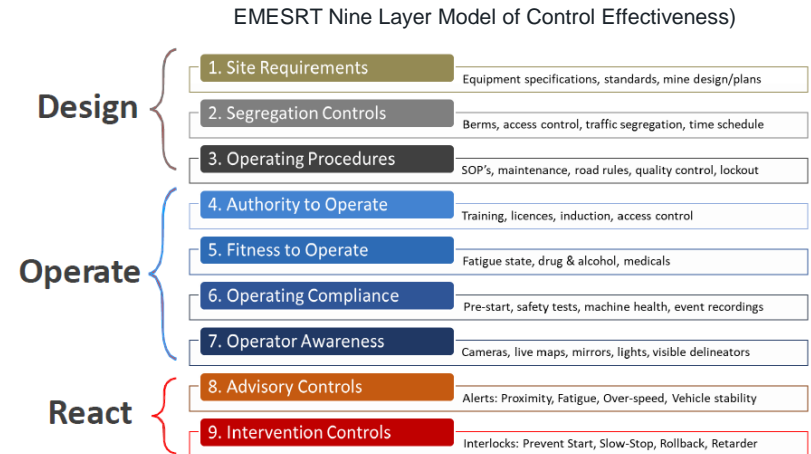 EMESRT Nine Layer Model of Control Effectiveness)
Design
1. Site Requirements
Equipment specifications, standards, mine design/plans
2. Segregation Controls
Berms, access control, traffic segregation, time schedule
3. Operating Procedures
SOP's, maintenance, road rules, quality control, lockout
Operate
4. Authority to Operate
Training, licences, induction, access control
5. Fitness to Operate
Fatigue state, drug & alcohol, medicals
6. Operating Compliance
Pre-start, safety tests, machine health, event recordings
7. Operator Awareness
Cameras, live maps, mirrors, lights, visible delineators
React
8. Advisory Controls
Alerts: Proximity, Fatigue, Over-speed, Vehicle stability
9. Intervention Controls
Interlocks: Prevent Start, Slow-Stop, Rollback, Retarder